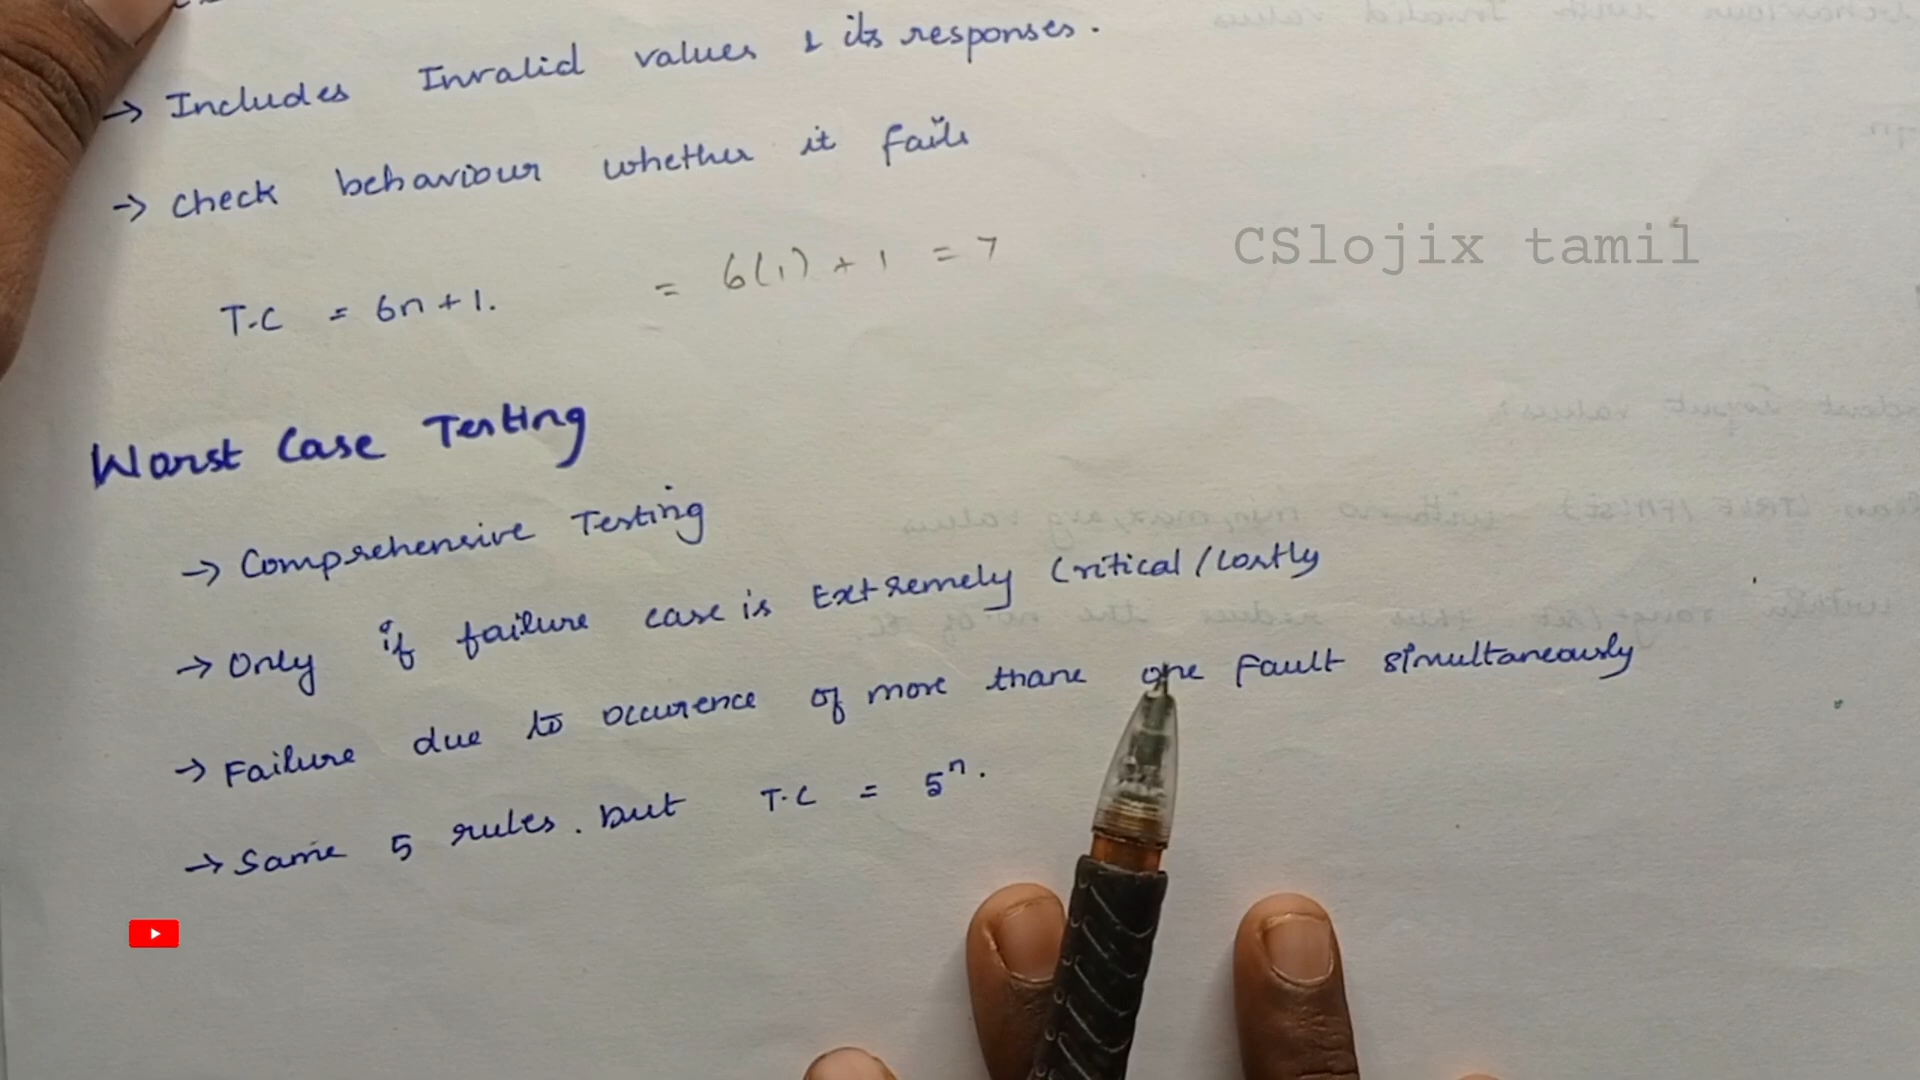 → Includes Invalid values & its responses.
→ Check behaviour whether it fails
T.C = 6n + 1. = 6(1) + 1 = 7
CSlojix tamil
Worst Case Testing
→ Comprehensive Testing
→ Only if failure case is Extremely Critical / Costly
→ Failure due to occurence of more thane one Fault simultaneously
→ Same 5 rules. but T.C = 5ⁿ.